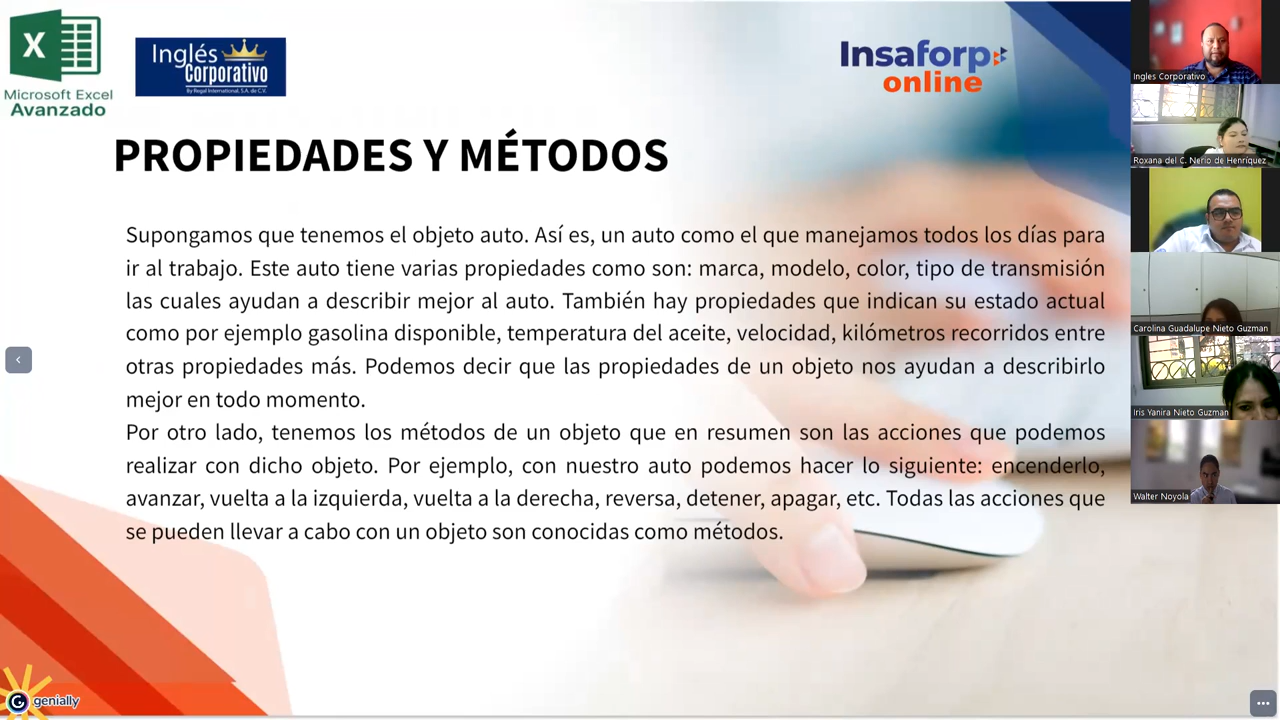 Microsoft Excel
Avanzado
Inglés
Corporativo
By Regal International, S.A. de C.V.
Insaforp
online
PROPIEDADES Y MÉTODOS
Supongamos que tenemos el objeto auto. Así es, un auto como el que manejamos todos los días para
ir al trabajo. Este auto tiene varias propiedades como son: marca, modelo, color, tipo de transmisión
las cuales ayudan a describir mejor al auto. También hay propiedades que indican su estado actual
como por ejemplo gasolina disponible, temperatura del aceite, velocidad, kilómetros recorridos entre
otras propiedades más. Podemos decir que las propiedades de un objeto nos ayudan a describirlo
mejor en todo momento.
Por otro lado, tenemos los métodos de un objeto que en resumen son las acciones que podemos
realizar con dicho objeto. Por ejemplo, con nuestro auto podemos hacer lo siguiente: encenderlo,
avanzar, vuelta a la izquierda, vuelta a la derecha, reversa, detener, apagar, etc. Todas las acciones que
se pueden llevar a cabo con un objeto son conocidas como métodos.
genially
Ingles Corporativo
Roxana del C. Nerio de Henríquez
Carolina Guadalupe Nieto Guzman
Iris Yanira Nieto Guzman
Walter Noyola